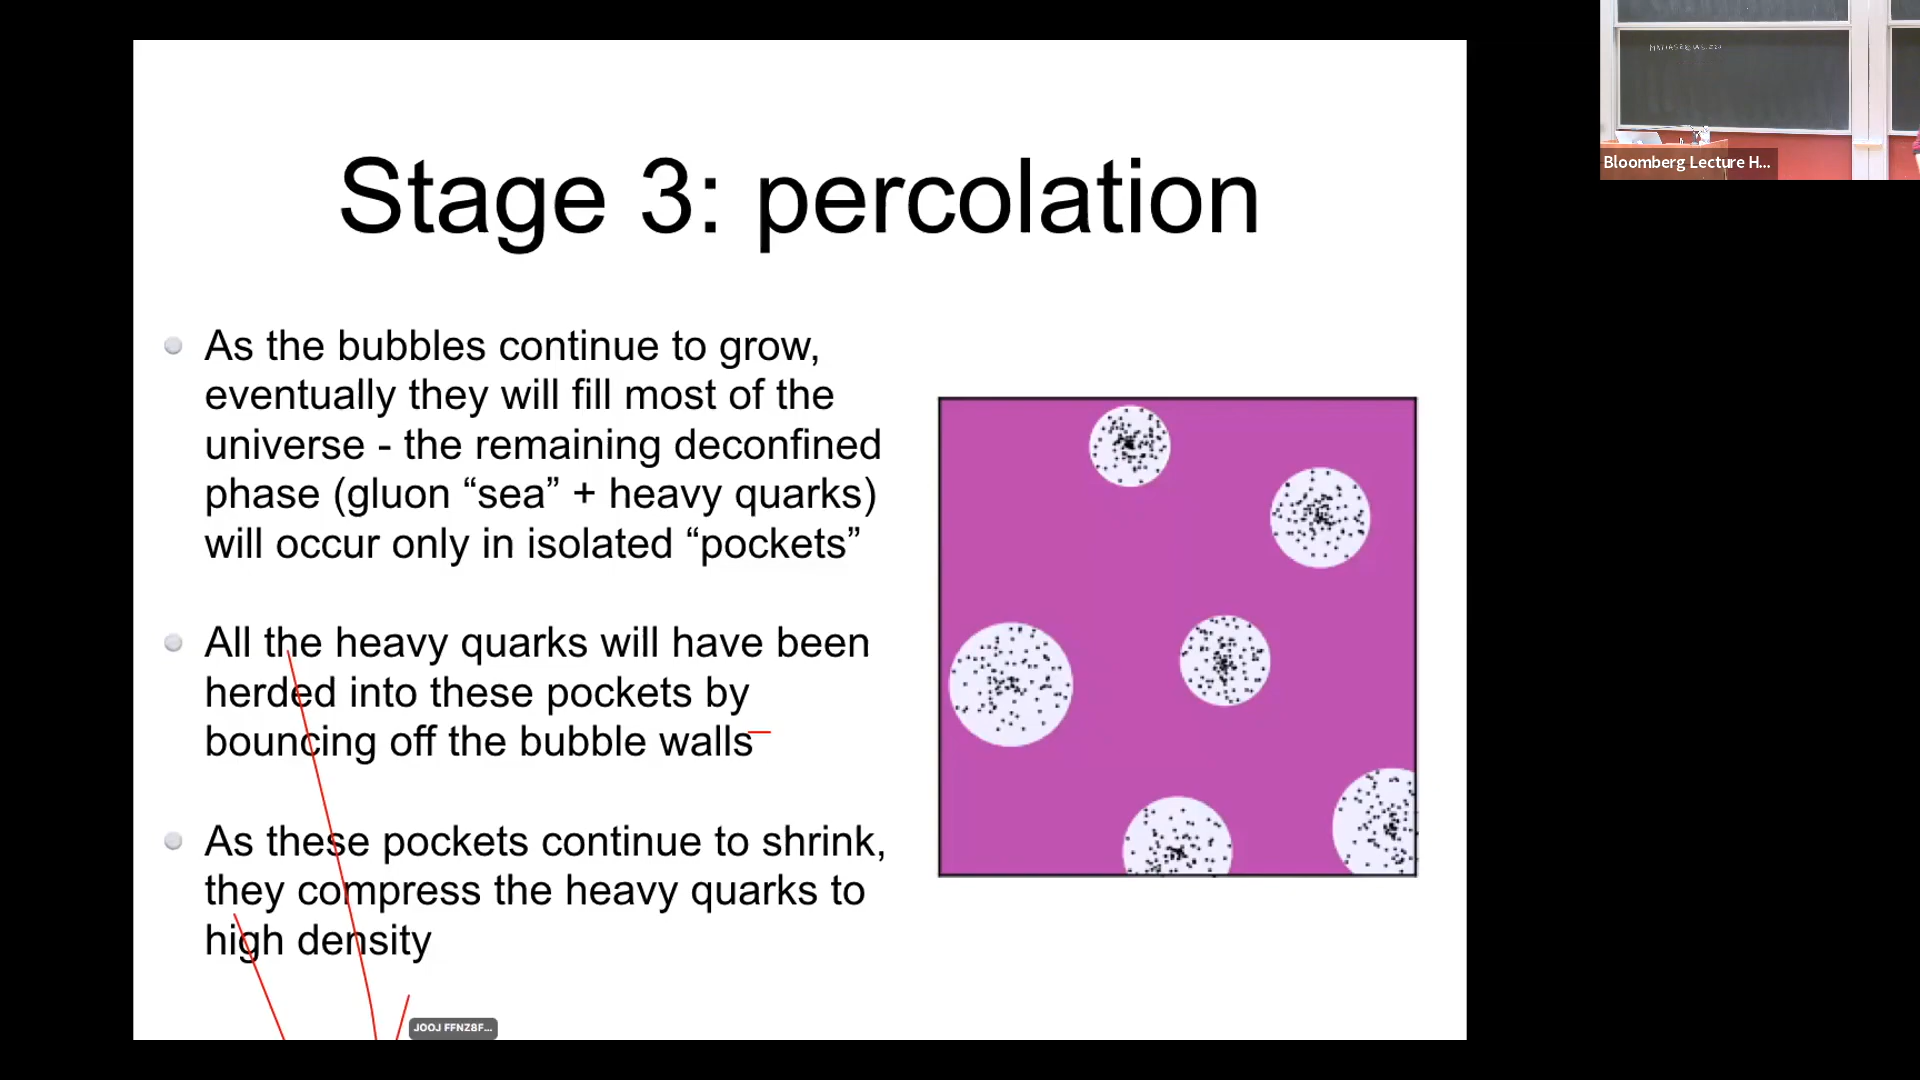 Stage 3: percolation
As the bubbles continue to grow,
eventually they will fill most of the
universe - the remaining deconfined
phase (gluon “sea” + heavy quarks)
will occur only in isolated “pockets”
All the heavy quarks will have been
herded into these pockets by
bouncing off the bubble walls
As these pockets continue to shrink,
they compress the heavy quarks to
high density
JOOJ FFNZ8F...
Bloomberg Lecture H...